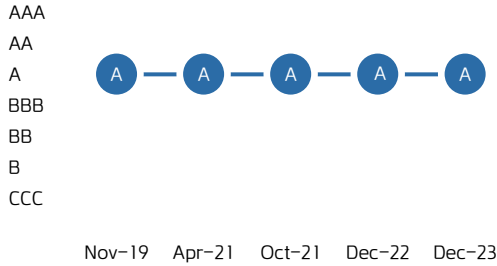 AAA
AA
A A A A A A
BBB
BB
B
CCC
Nov-19 Apr-21 Oct-21 Dec-22 Dec-23